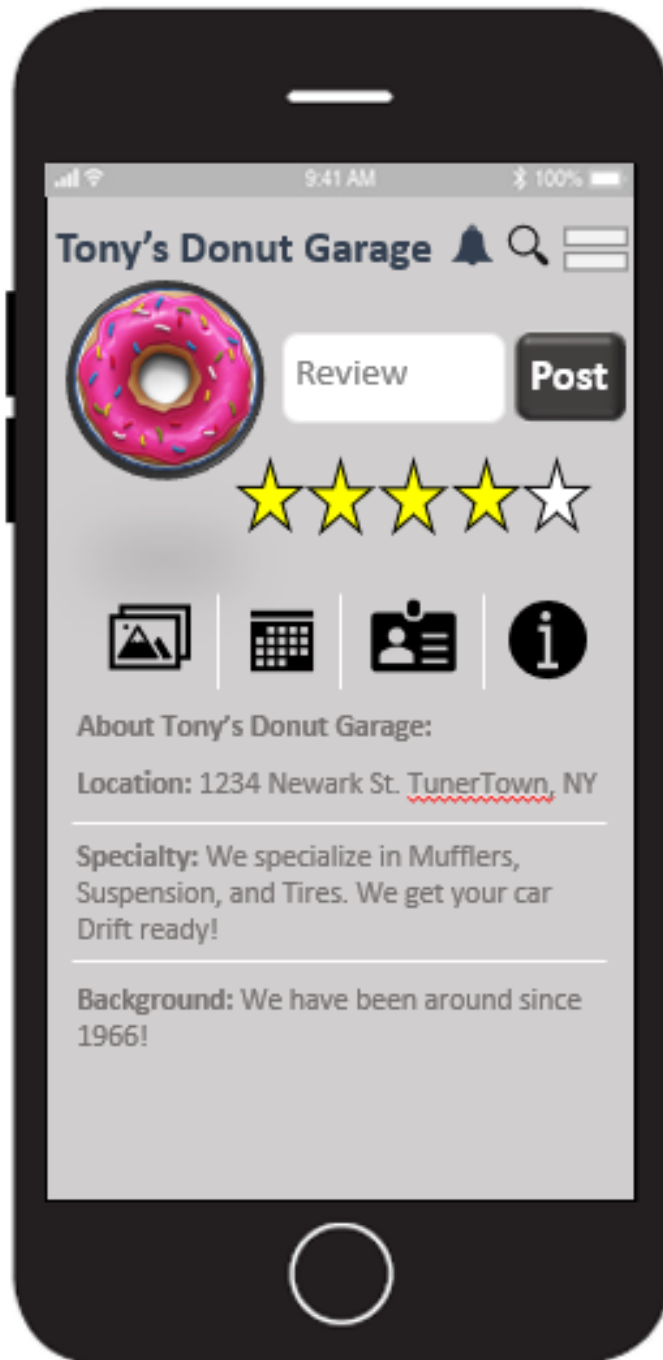 9:41 AM 100%
Tony's Donut Garage
Review
Post
About Tony's Donut Garage:
Location: 1234 Newark St. TunerTown, NY
Specialty: We specialize in Mufflers,
Suspension, and Tires. We get your car
Drift ready!
Background: We have been around since
1966!